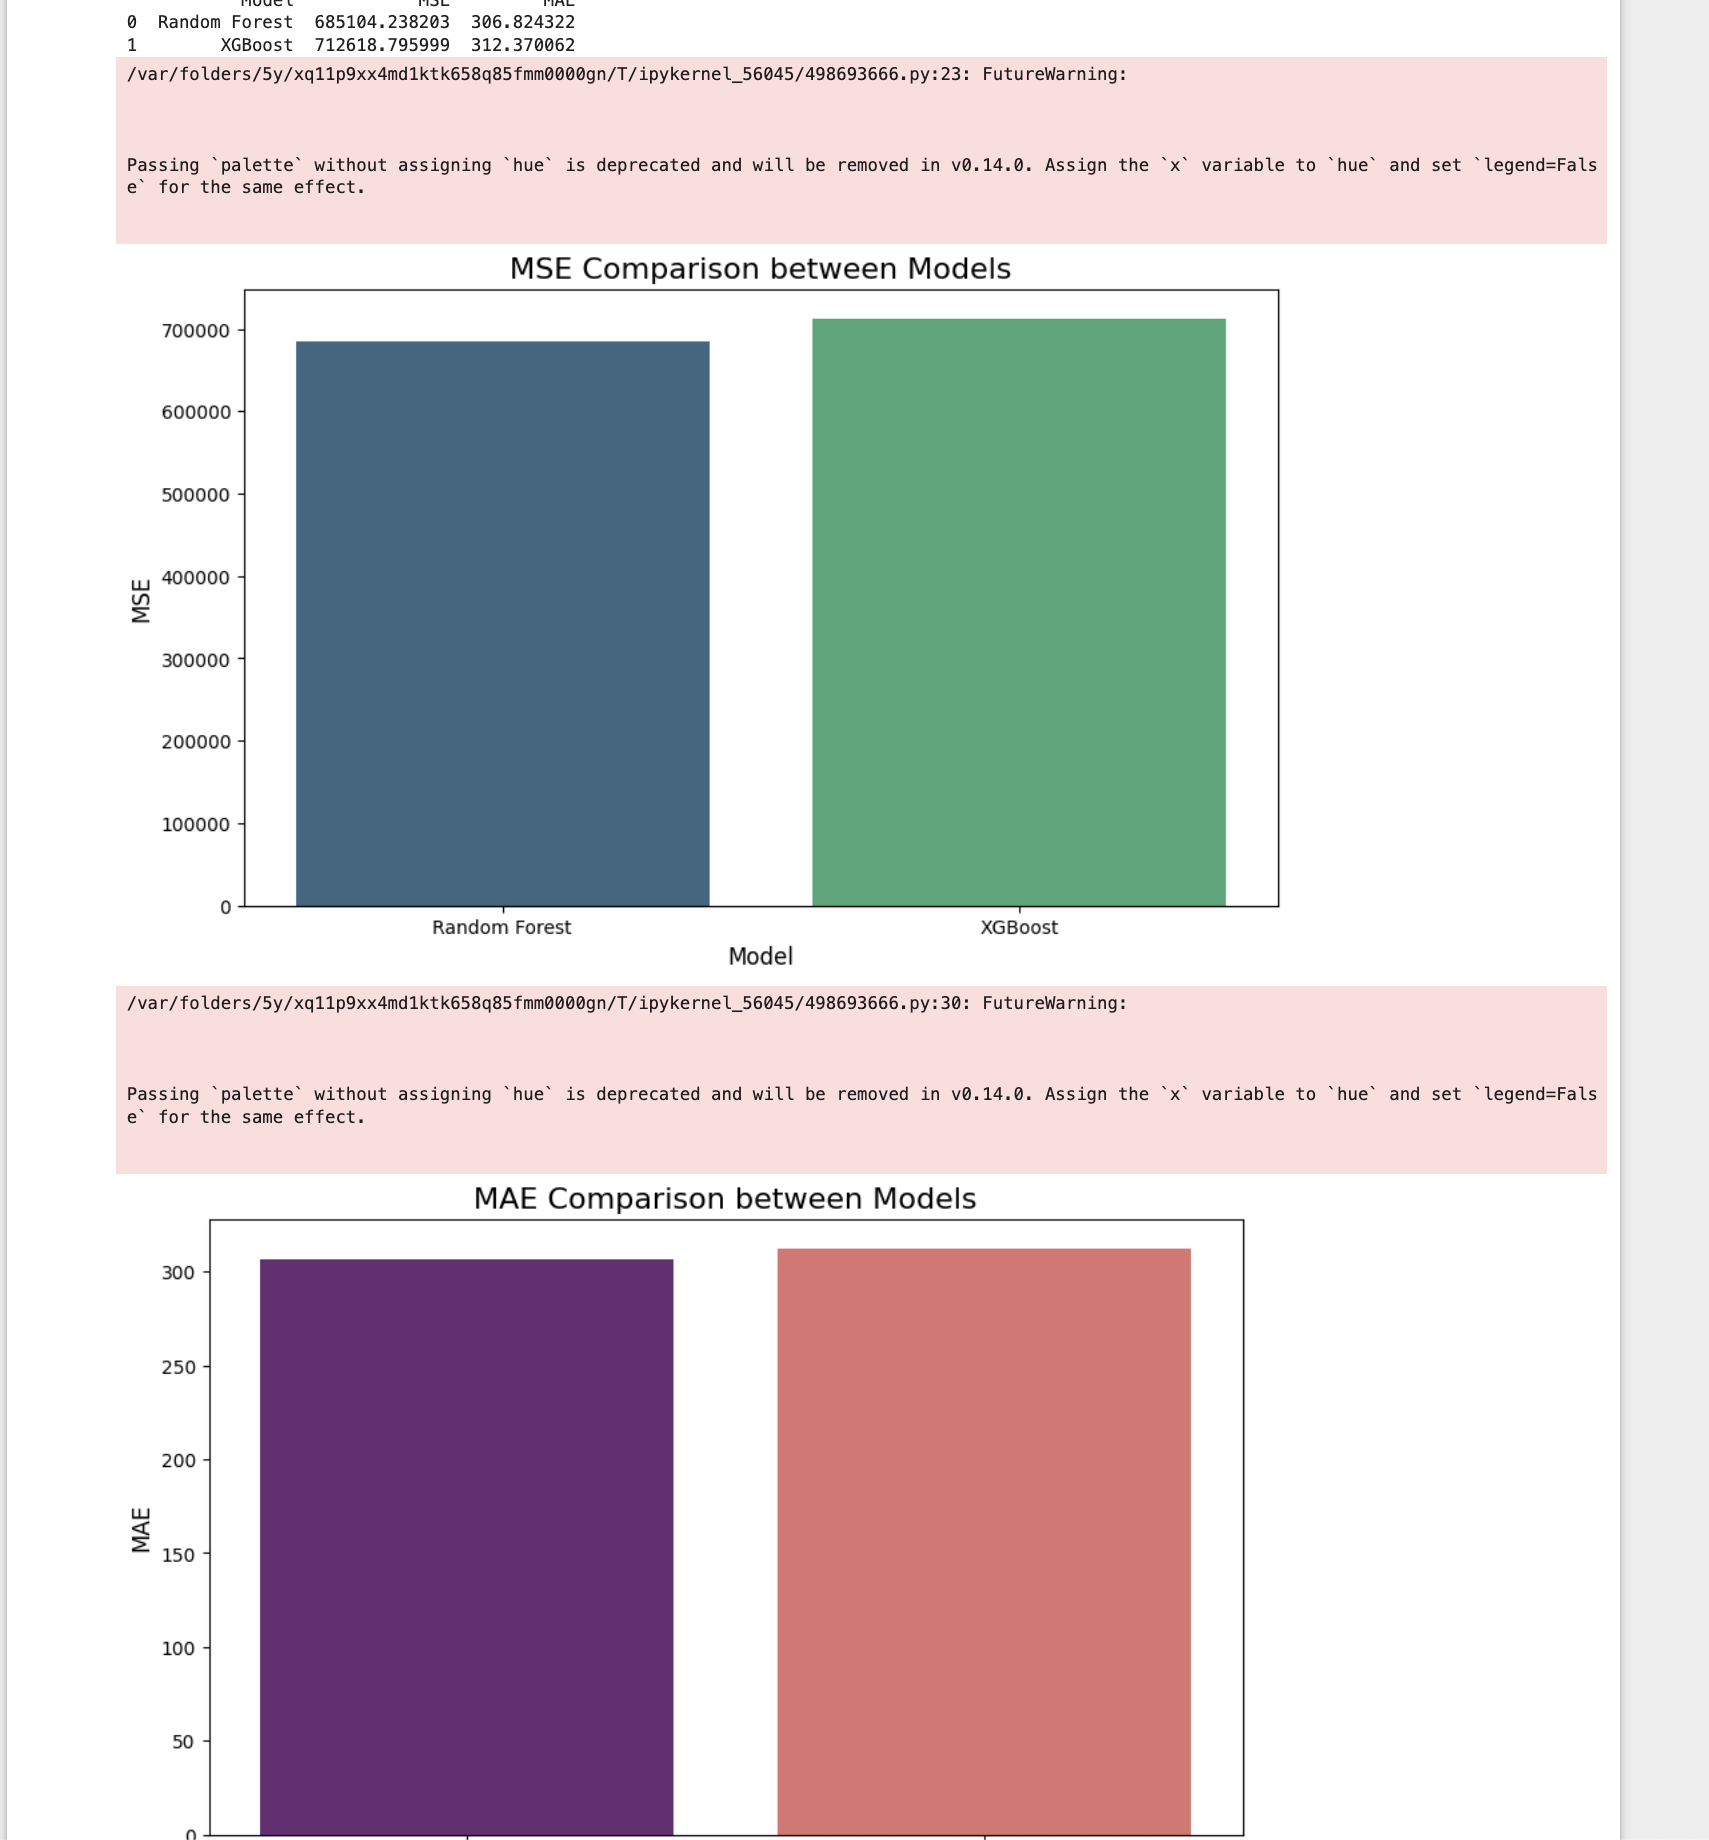 Model MSE MAE
0 Random Forest 685104.238203 306.824322
1 XGBoost 712618.795999 312.370062
/var/folders/5y/xq11p9xx4md1ktk658q85fmm0000gn/T/ipykernel_56045/498693666.py:23: FutureWarning:
Passing `palette` without assigning `hue` is deprecated and will be removed in v0.14.0. Assign the `x` variable to `hue` and set `legend=Fals
e` for the same effect.
MSE Comparison between Models
700000
600000
500000
400000
300000
200000
100000
0
MSE
Random Forest XGBoost
Model
/var/folders/5y/xq11p9xx4md1ktk658q85fmm0000gn/T/ipykernel_56045/498693666.py:30: FutureWarning:
Passing `palette` without assigning `hue` is deprecated and will be removed in v0.14.0. Assign the `x` variable to `hue` and set `legend=Fals
e` for the same effect.
MAE Comparison between Models
300
250
200
150
100
50
0
MAE